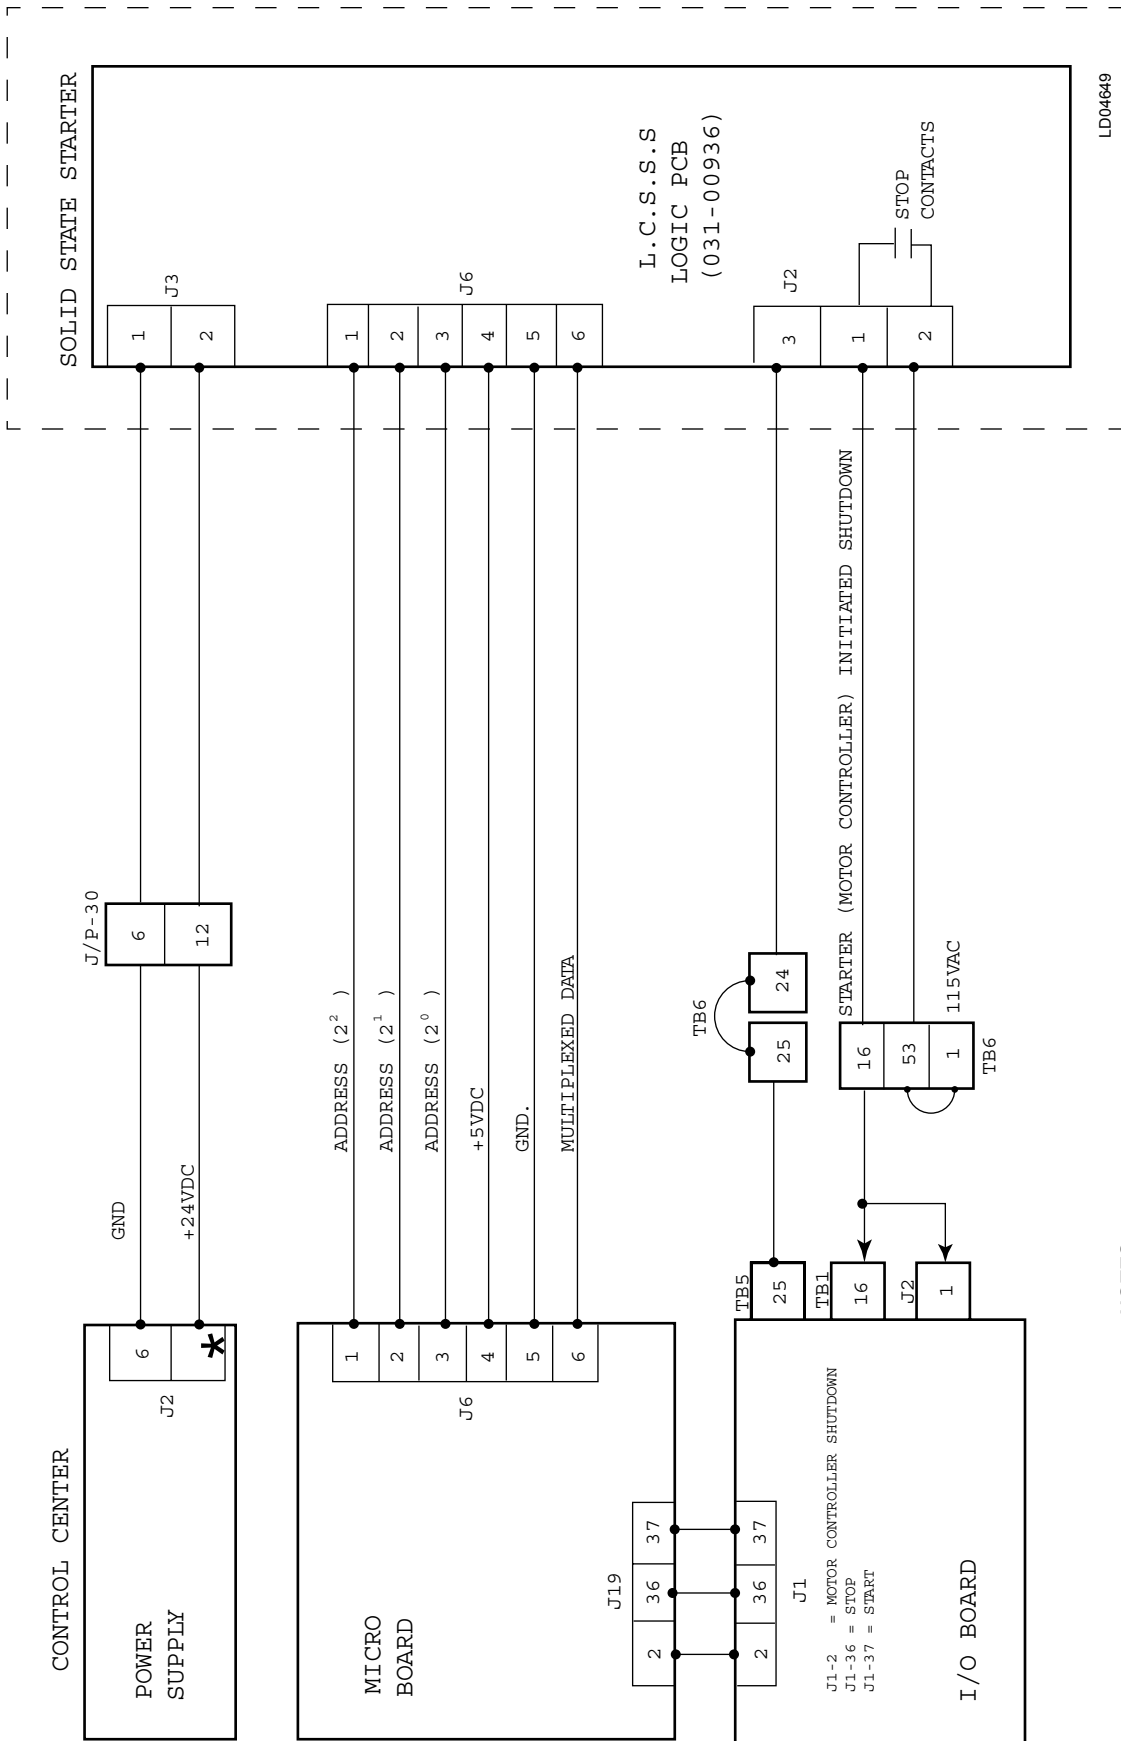 CONTROL CENTER
SOLID STATE STARTER
POWER
SUPPLY
J2
6
*
GND
+24VDC
J/P-30
6
12
J3
1
2
MICRO
BOARD
J6
1
2
3
4
5
6
ADDRESS (2² )
ADDRESS (2¹ )
ADDRESS (2⁰ )
+5VDC
GND.
MULTIPLEXED DATA
J6
1
2
3
4
5
6
L.C.S.S.S
LOGIC PCB
(031-00936)
J19
2
36
37
J1
2
36
37
J1-2 = MOTOR CONTROLLER SHUTDOWN
J1-36 = STOP
J1-37 = START
I/O BOARD
TB5
25
TB1
16
J2
1
TB6
25
24
16
53
1
TB6
115VAC
STARTER (MOTOR CONTROLLER) INITIATED SHUTDOWN
J2
3
1
2
STOP
CONTACTS
LD04649